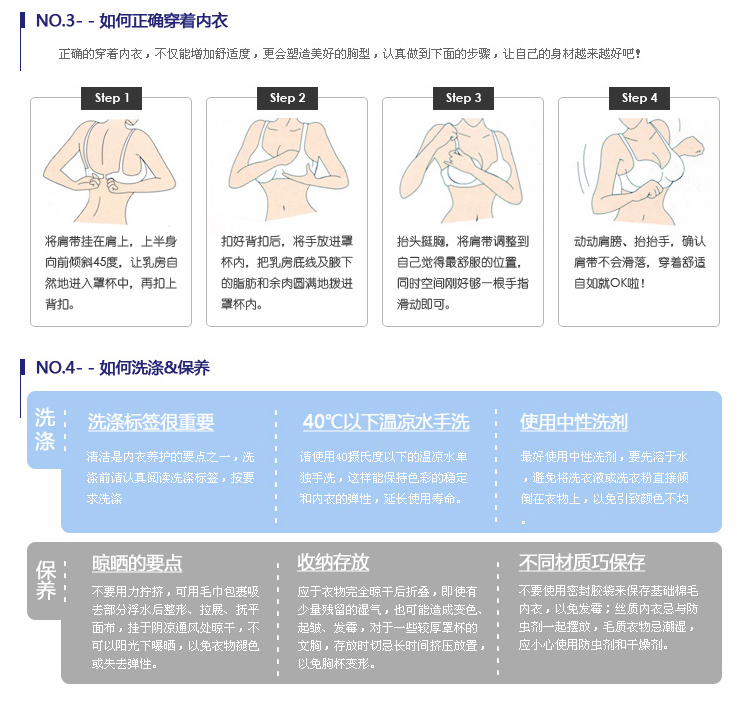 NO.3- - 如何正确穿着内衣
正确的穿着内衣，不仅能增加舒适度，更会塑造美好的胸型，认真做到下面的步骤，让自己的身材越来越好吧！
Step 1
将肩带挂在肩上，上半身
向前倾斜45度，让乳房自
然地进入罩杯中，再扣上
背扣。
Step 2
扣好背扣后，将手放进罩
杯内，把乳房底线及腋下
的脂肪和余肉圆满地拨进
罩杯内。
Step 3
抬头挺胸，将肩带调整到
自己觉得最舒服的位置，
同时空间刚好够一根手指
滑动即可。
Step 4
动动肩膀、抬抬手，确认
肩带不会滑落，穿着舒适
自如就OK啦！
NO.4- - 如何洗涤&保养
洗
涤
洗涤标签很重要
清洁是内衣养护的要点之一，洗
涤前请认真阅读洗涤标签，按要
求洗涤
40℃以下温凉水手洗
请使用40摄氏度以下的温凉水单
独手洗，这样能保持色彩的稳定
和内衣的弹性，延长使用寿命。
使用中性洗剂
最好使用中性洗剂，要先溶于水
，避免将洗衣液或洗衣粉直接倾
倒在衣物上，以免引致颜色不均
。
保
养
晾晒的要点
不要用力拧挤，可用毛巾包裹吸
去部分浮水后整形、拉展、抚平
面布，挂于阴凉通风处晾干，不
可以阳光下曝晒，以免衣物褪色
或失去弹性。
收纳存放
应于衣物完全晾干后折叠，即使有
少量残留的湿气，也可能造成变色、
起皱、发霉，对于一些较厚罩杯的
文胸，存放时切忌长时间挤压放置，
以免胸杯变形。
不同材质巧保存
不要使用密封胶袋来保存基础棉毛
内衣，以免发霉；丝质内衣忌与防
虫剂一起摆放，毛质衣物忌潮湿，
应小心使用防虫剂和干燥剂。